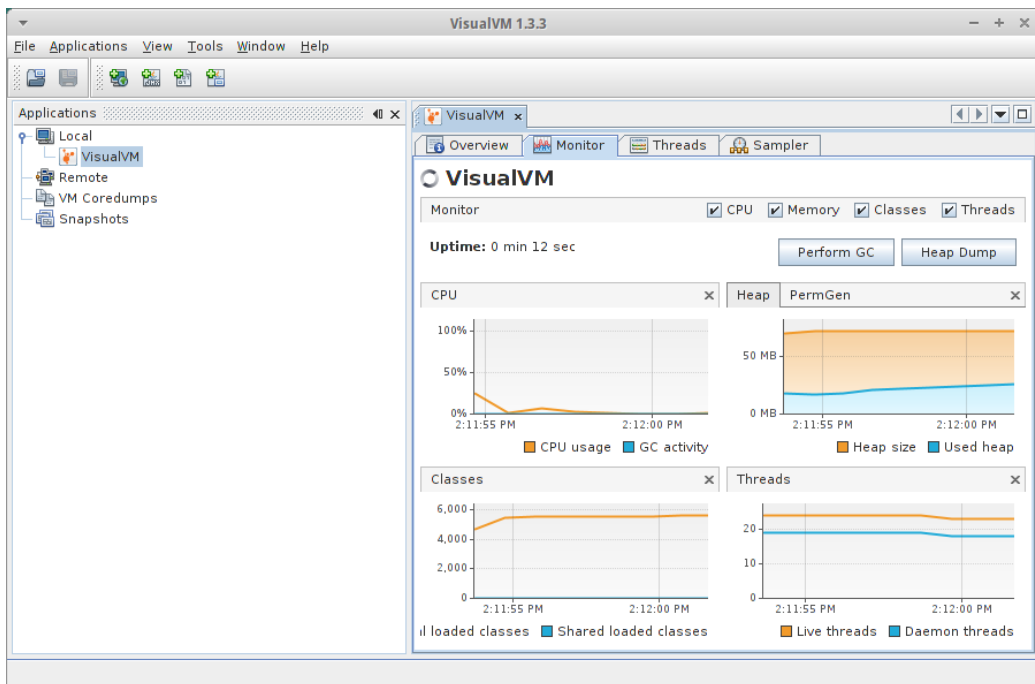 VisualVM 1.3.3
File Applications View Tools Window Help
Applications
Local
VisualVM
Remote
VM Coredumps
Snapshots
VisualVM
Overview Monitor Threads Sampler
VisualVM
Monitor CPU Memory Classes Threads
Uptime: 0 min 12 sec Perform GC Heap Dump
CPU
100%
50%
0%
2:11:55 PM 2:12:00 PM
CPU usage GC activity
Heap PermGen
50 MB
0 MB
2:11:55 PM 2:12:00 PM
Heap size Used heap
Classes
6,000
4,000
2,000
0
2:11:55 PM 2:12:00 PM
l loaded classes Shared loaded classes
Threads
20
10
0
2:11:55 PM 2:12:00 PM
Live threads Daemon threads